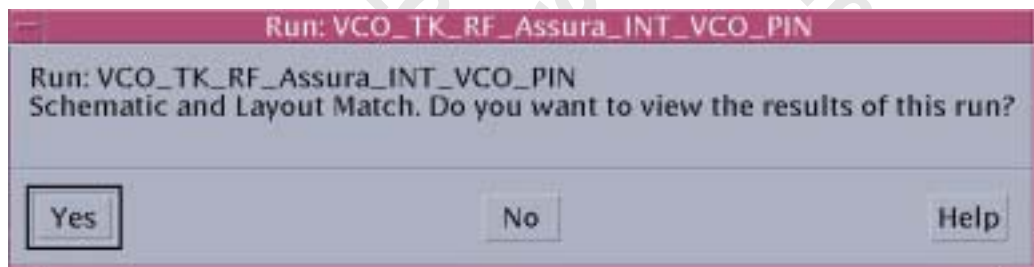 Run: VCO_TK_RF_Assura_INT_VCO_PIN
Run: VCO_TK_RF_Assura_INT_VCO_PIN
Schematic and Layout Match. Do you want to view the results of this run?
Yes No Help